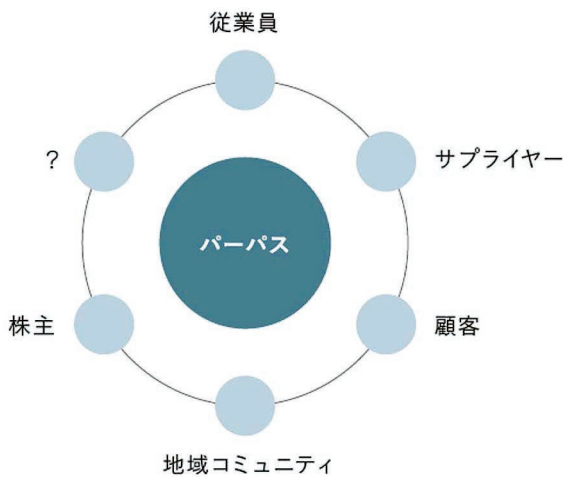 従業員
?
サプライヤー
パーパス
株主
顧客
地域コミュニティ